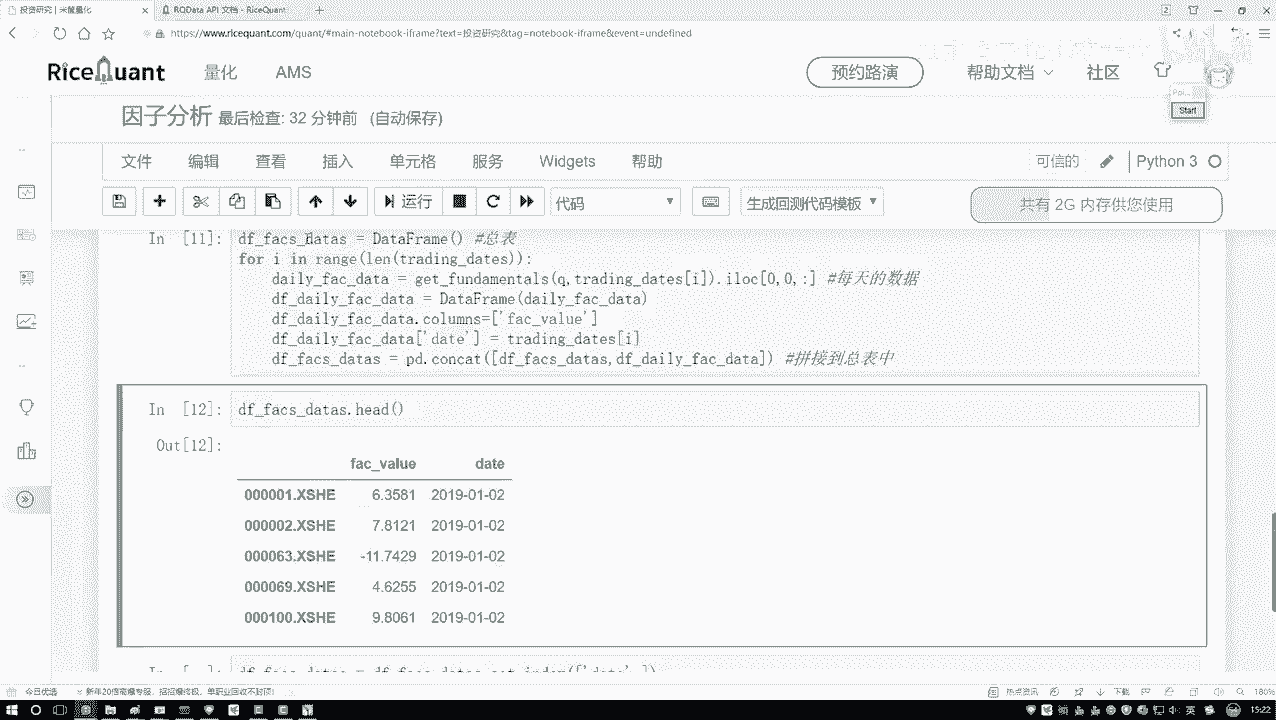 投资研究 | 米筐量化
RQData API 文档 - RiceQuant
https://www.ricequant.com/quant/#main-notebook-iframe?text=投资研究&tag=notebook-iframe&event=undefined
RiceQuant 量化 AMS 预约路演 帮助文档 社区
Start
因子分析 最后检查: 32 分钟前 (自动保存)
文件 编辑 查看 插入 单元格 服务 Widgets 帮助 可信的 Python 3
运行 代码 生成回测代码模板 共有 2G 内存供您使用
In [11]: df_facs_datas = DataFrame() #总表
for i in range(len(trading_dates)):
daily_fac_data = get_fundamentals(q,trading_dates[i]).iloc[0,0,:] #每天的数据
df_daily_fac_data = DataFrame(daily_fac_data)
df_daily_fac_data.columns=['fac_value']
df_daily_fac_data['date'] = trading_dates[i]
df_facs_datas = pd.concat([df_facs_datas,df_daily_fac_data]) #拼接到总表中
In [12]: df_facs_datas.head()
Out[12]:
fac_value date
000001.XSHE 6.3581 2019-01-02
000002.XSHE 7.8121 2019-01-02
000063.XSHE -11.7429 2019-01-02
000069.XSHE 4.6255 2019-01-02
000100.XSHE 9.8061 2019-01-02
今日优选 热点资讯 下载 180%
英 15:22